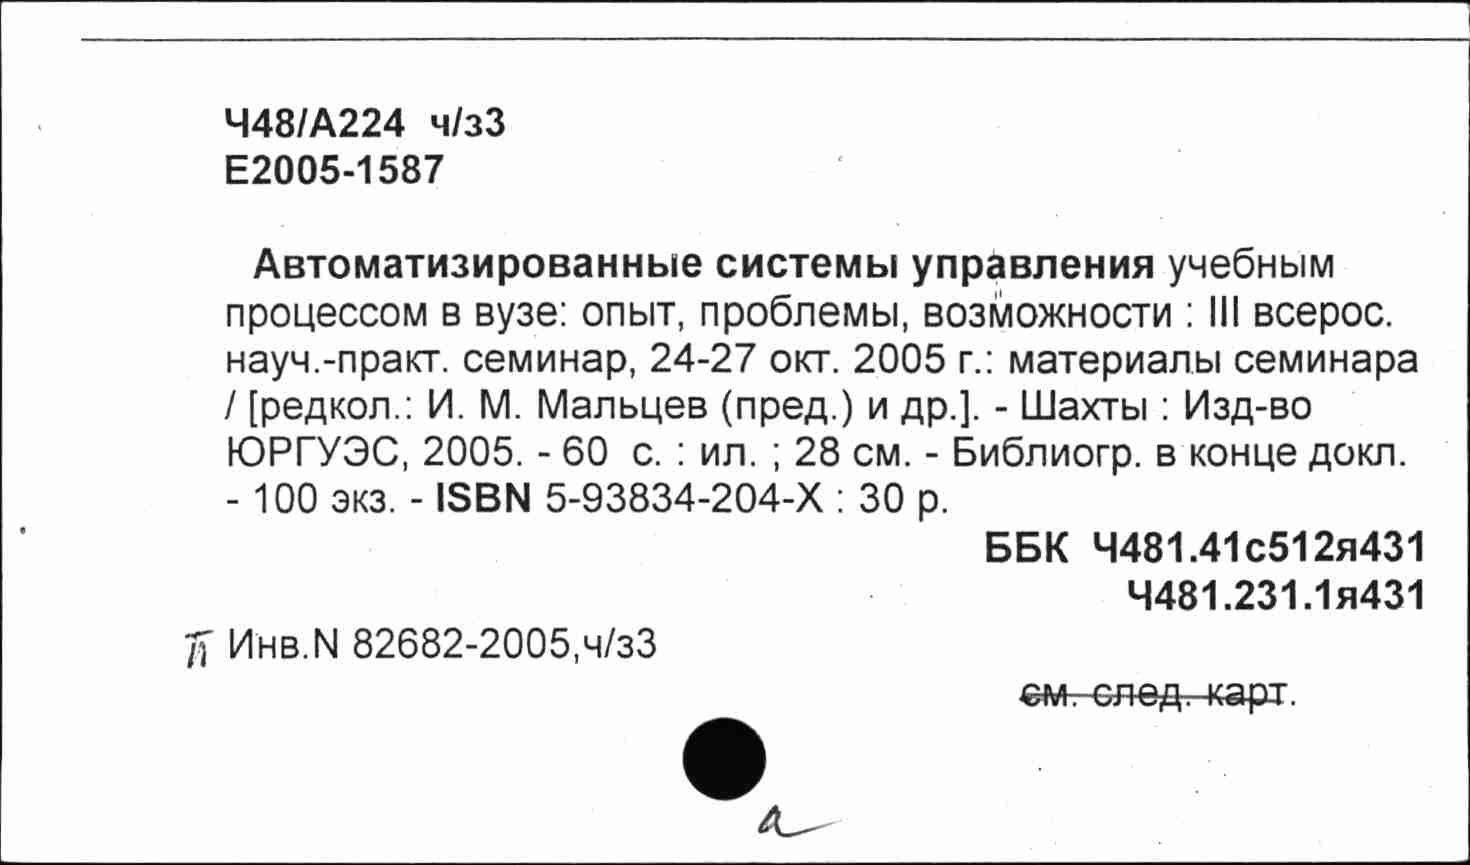 Ч48/А224 ч/з3
Е2005-1587
Автоматизированные системы управления учебным
процессом в вузе: опыт, проблемы, возможности : III всерос.
науч.-практ. семинар, 24-27 окт. 2005 г.: материалы семинара
/ [редкол.: И. М. Мальцев (пред.) и др.]. - Шахты : Изд-во
ЮРГУЭС, 2005. - 60 с. : ил. ; 28 см. - Библиогр. в конце докл.
- 100 экз. - ISBN 5-93834-204-X : 30 р.
ББК Ч481.41с512я431
Ч481.231.1я431
П Инв.N 82682-2005,ч/з3
см. след. карт.
а